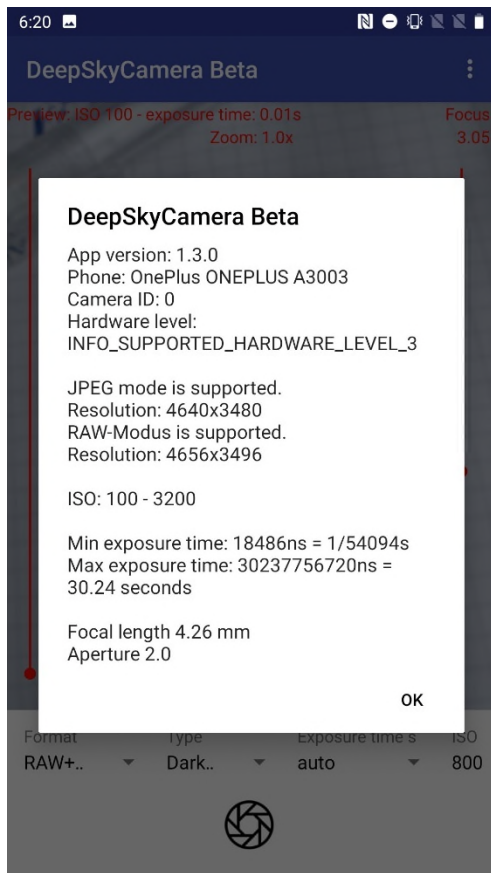 6:20
DeepSkyCamera Beta
Preview: ISO 100 - exposure time: 0.01s
Zoom: 1.0x
Focus
3.05
DeepSkyCamera Beta
App version: 1.3.0
Phone: OnePlus ONEPLUS A3003
Camera ID: 0
Hardware level:
INFO_SUPPORTED_HARDWARE_LEVEL_3
JPEG mode is supported.
Resolution: 4640x3480
RAW-Modus is supported.
Resolution: 4656x3496
ISO: 100 - 3200
Min exposure time: 18486ns = 1/54094s
Max exposure time: 30237756720ns =
30.24 seconds
Focal length 4.26 mm
Aperture 2.0
OK
Format Type Exposure time s ISO
RAW+.. Dark.. auto 800